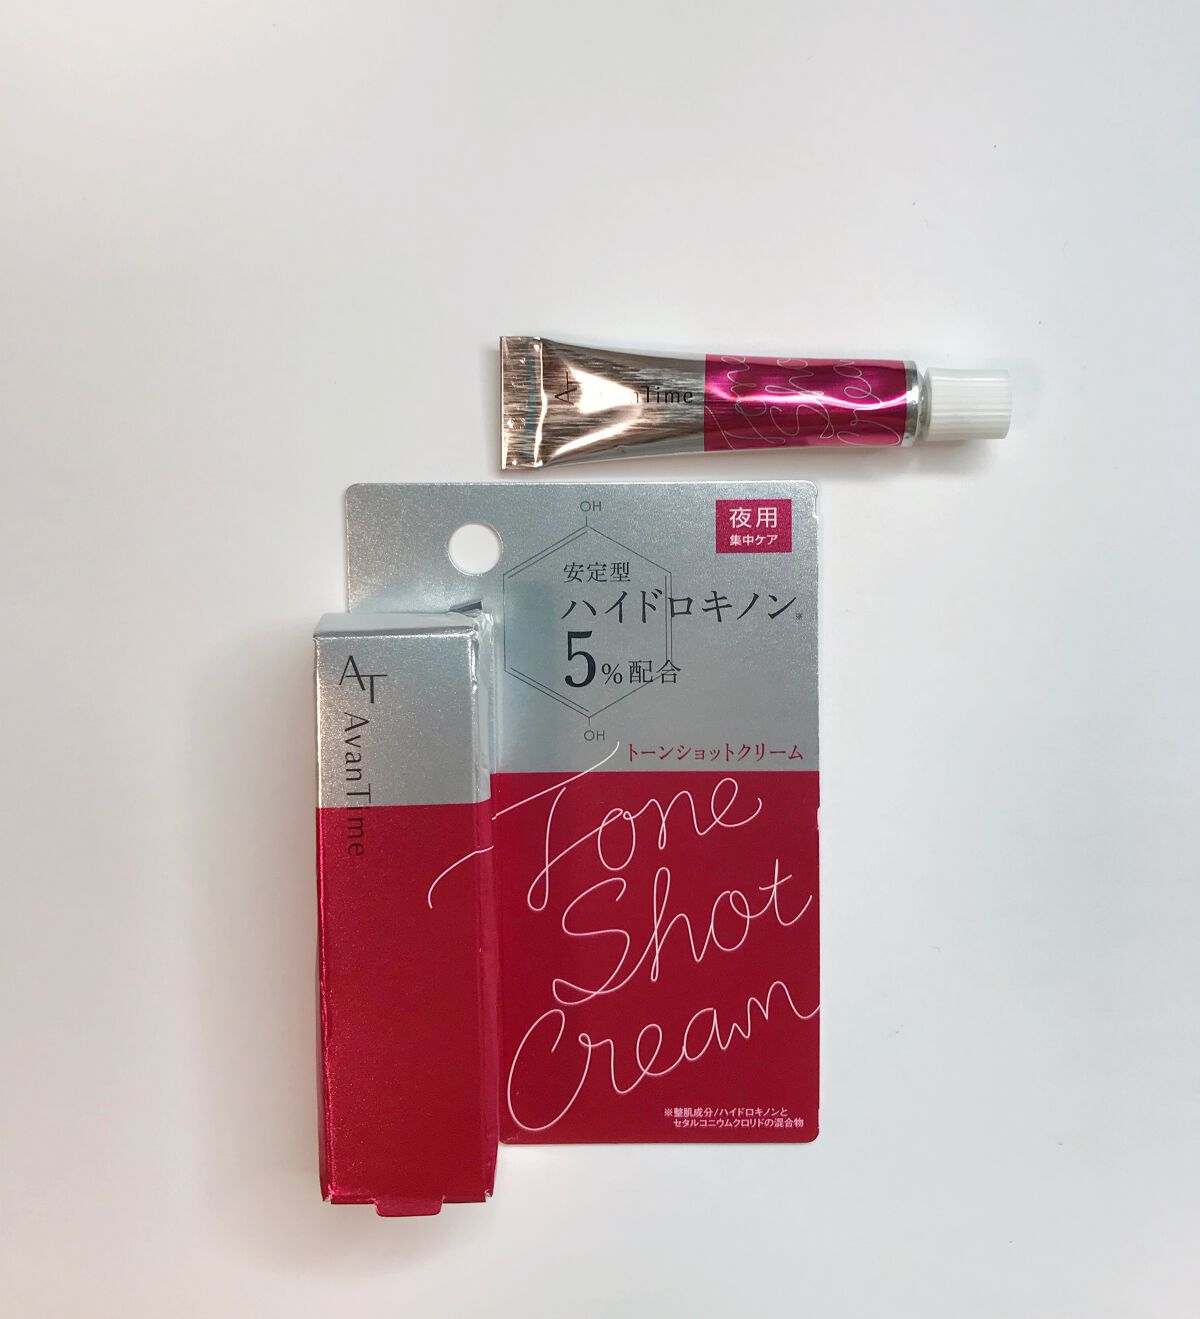 AT AvanTime
Tone
Shot
Crea
OH
夜用
集中ケア
安定型
ハイドロキノン※
5%配合
OH
トーンショットクリーム
AT
AvanTime
Tone
Shot
Cream
※整肌成分/ハイドロキノンと
セタルコニウムクロリドの混合物